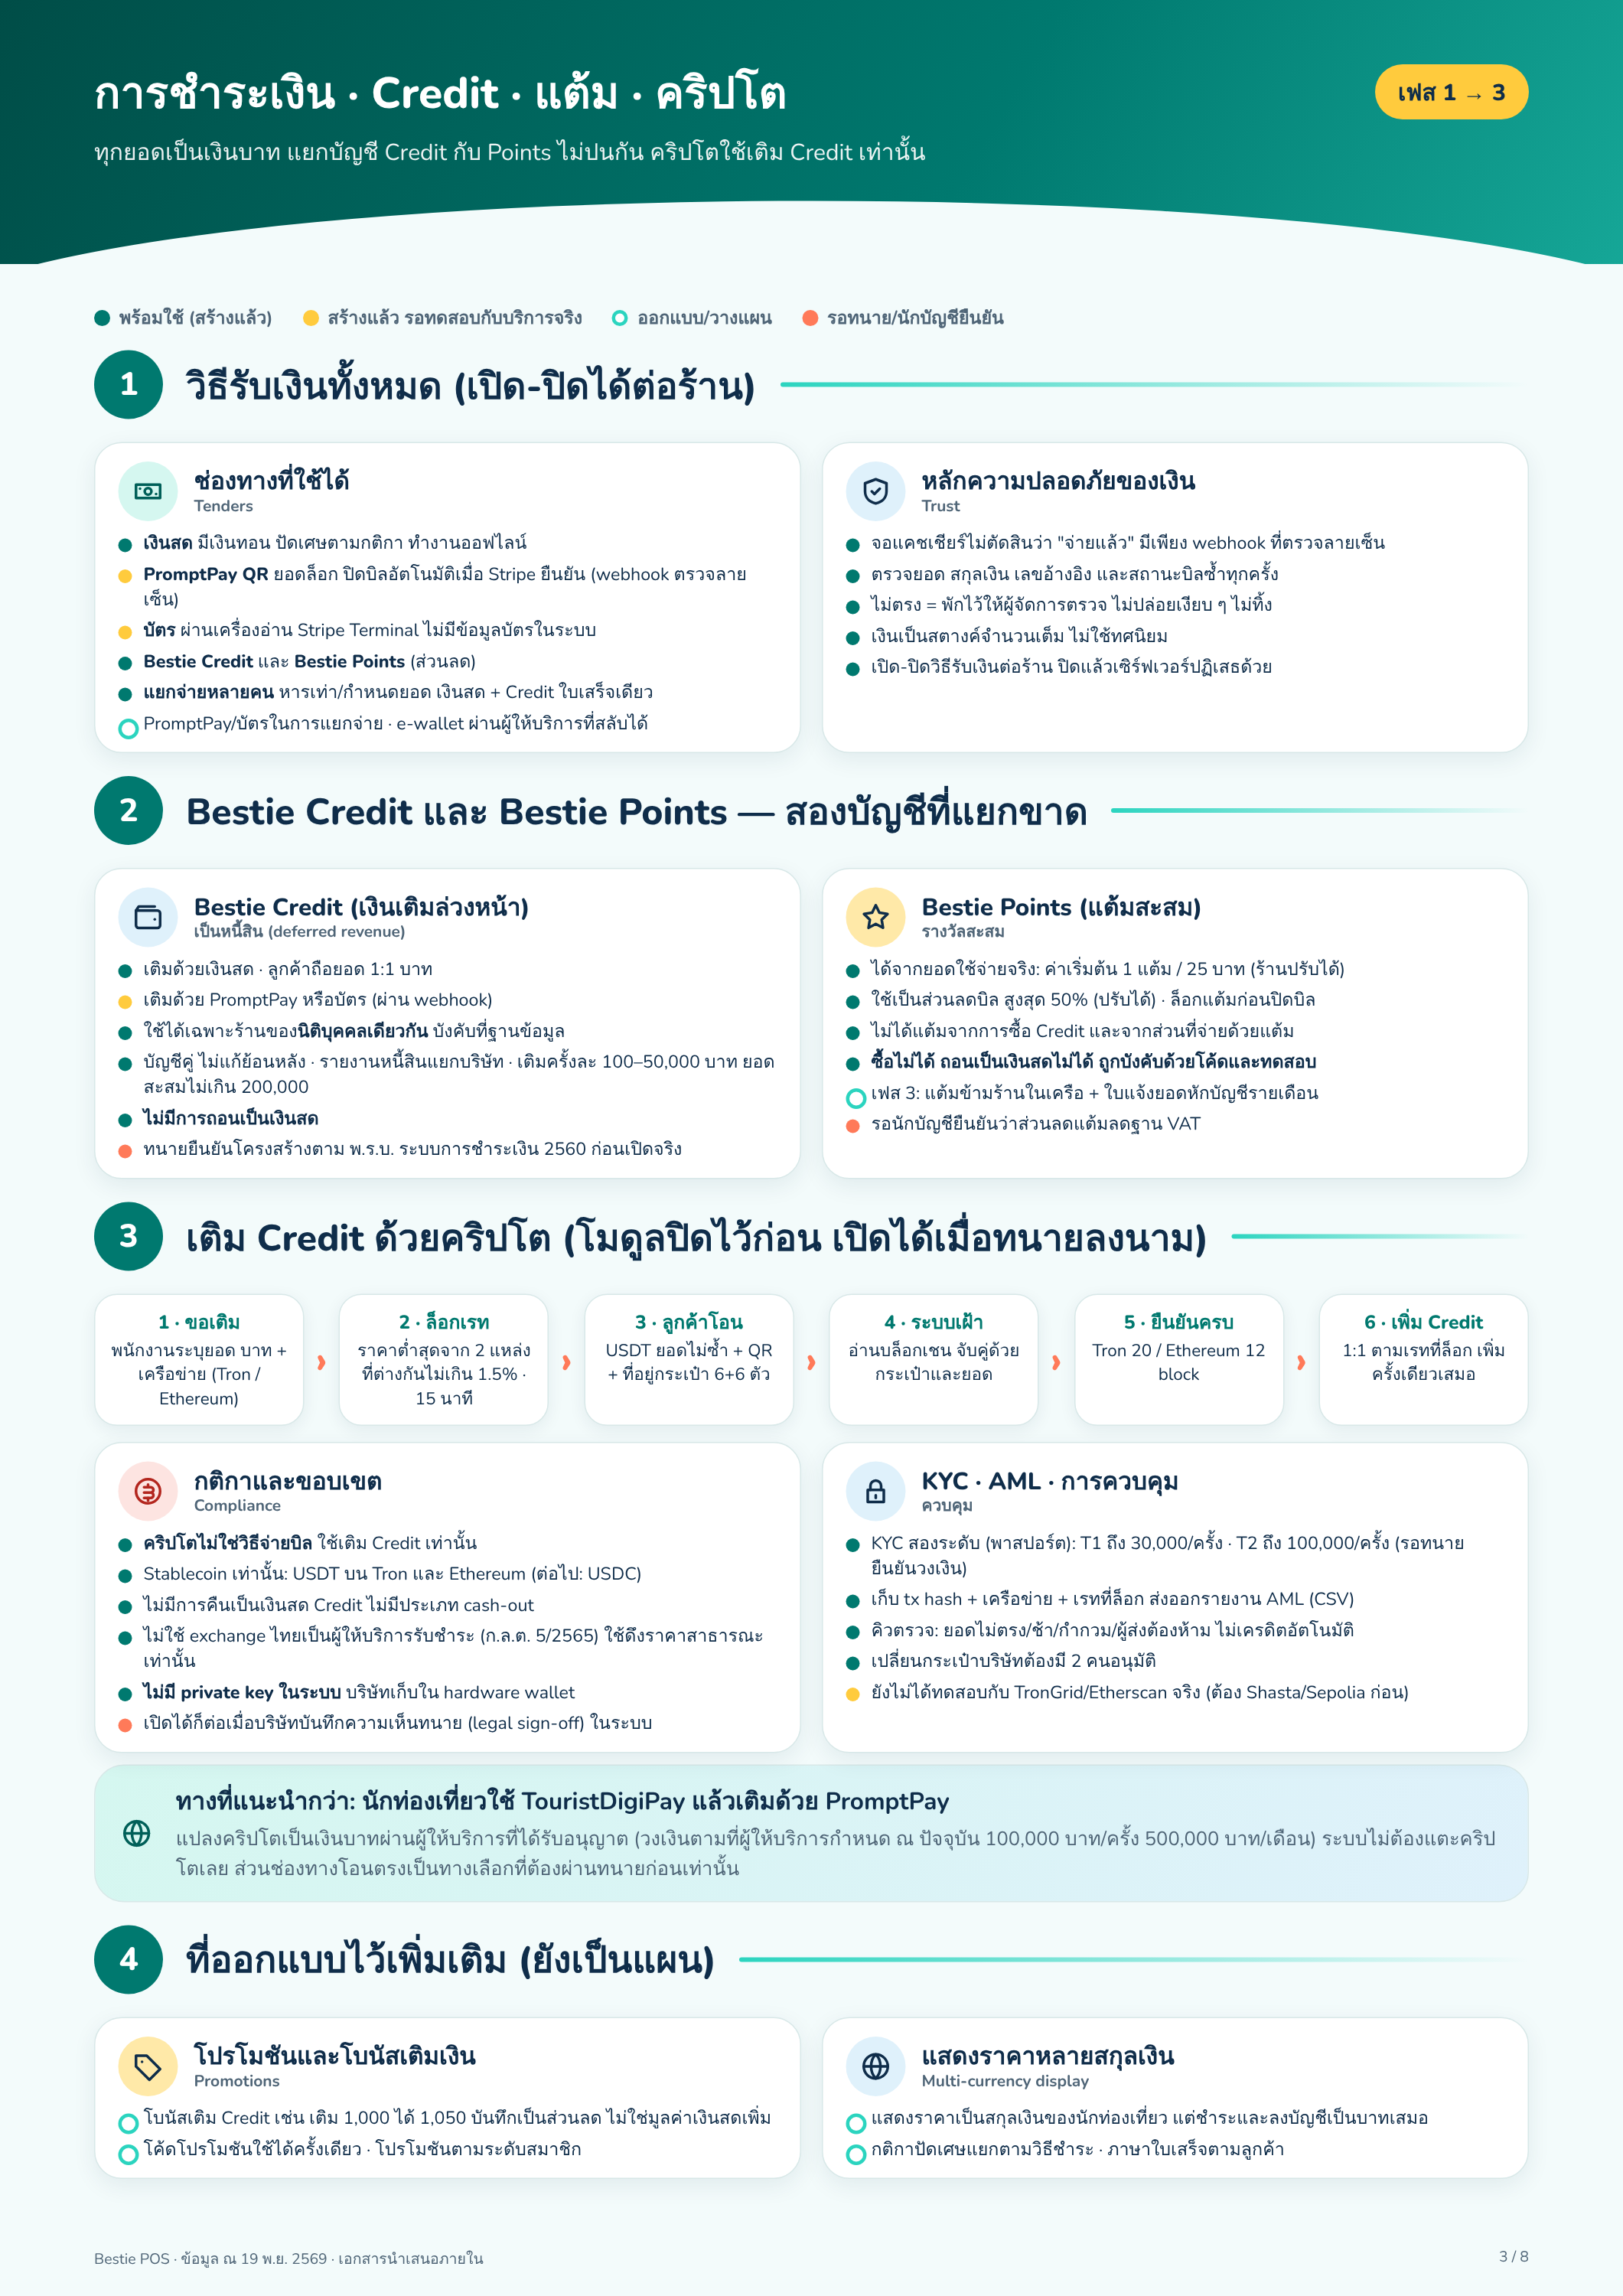 การชำระเงิน · Credit · แต้ม · คริปโต
เฟส 1 → 3
ทุกยอดเป็นเงินบาท แยกบัญชี Credit กับ Points ไม่ปนกัน คริปโตใช้เติม Credit เท่านั้น
พร้อมใช้ (สร้างแล้ว)
สร้างแล้ว รอทดสอบกับบริการจริง
ออกแบบ/วางแผน
รอทนาย/นักบัญชียืนยัน
1
วิธีรับเงินทั้งหมด (เปิด-ปิดได้ต่อร้าน)
ช่องทางที่ใช้ได้
Tenders
เงินสด มีเงินทอน ปัดเศษตามกติกา ทำงานออฟไลน์
PromptPay QR ยอดล็อก ปิดบิลอัตโนมัติเมื่อ Stripe ยืนยัน (webhook ตรวจลาย
เซ็น)
บัตร ผ่านเครื่องอ่าน Stripe Terminal ไม่มีข้อมูลบัตรในระบบ
Bestie Credit และ Bestie Points (ส่วนลด)
แยกจ่ายหลายคน หารเท่า/กำหนดยอด เงินสด + Credit ใบเสร็จเดียว
PromptPay/บัตรในการแยกจ่าย · e-wallet ผ่านผู้ให้บริการที่สลับได้
หลักความปลอดภัยของเงิน
Trust
จอแคชเชียร์ไม่ตัดสินว่า "จ่ายแล้ว" มีเพียง webhook ที่ตรวจลายเซ็น
ตรวจยอด สกุลเงิน เลขอ้างอิง และสถานะบิลซ้ำทุกครั้ง
ไม่ตรง = พักไว้ให้ผู้จัดการตรวจ ไม่ปล่อยเงียบ ๆ ไม่ทิ้ง
เงินเป็นสตางค์จำนวนเต็ม ไม่ใช้ทศนิยม
เปิด-ปิดวิธีรับเงินต่อร้าน ปิดแล้วเซิร์ฟเวอร์ปฏิเสธด้วย
2
Bestie Credit และ Bestie Points — สองบัญชีที่แยกขาด
Bestie Credit (เงินเติมล่วงหน้า)
เป็นหนี้สิน (deferred revenue)
เติมด้วยเงินสด · ลูกค้าถือยอด 1:1 บาท
เติมด้วย PromptPay หรือบัตร (ผ่าน webhook)
ใช้ได้เฉพาะร้านของนิติบุคคลเดียวกัน บังคับที่ฐานข้อมูล
บัญชีคู่ ไม่แก้ย้อนหลัง · รายงานหนี้สินแยกบริษัท · เติมครั้งละ 100–50,000 บาท ยอด
สะสมไม่เกิน 200,000
ไม่มีการถอนเป็นเงินสด
ทนายยืนยันโครงสร้างตาม พ.ร.บ. ระบบการชำระเงิน 2560 ก่อนเปิดจริง
Bestie Points (แต้มสะสม)
รางวัลสะสม
ได้จากยอดใช้จ่ายจริง: ค่าเริ่มต้น 1 แต้ม / 25 บาท (ร้านปรับได้)
ใช้เป็นส่วนลดบิล สูงสุด 50% (ปรับได้) · ล็อกแต้มก่อนปิดบิล
ไม่ได้แต้มจากการซื้อ Credit และจากส่วนที่จ่ายด้วยแต้ม
ซื้อไม่ได้ ถอนเป็นเงินสดไม่ได้ ถูกบังคับด้วยโค้ดและทดสอบ
เฟส 3: แต้มข้ามร้านในเครือ + ใบแจ้งยอดหักบัญชีรายเดือน
รอนักบัญชียืนยันว่าส่วนลดแต้มลดฐาน VAT
3
เติม Credit ด้วยคริปโต (โมดูลปิดไว้ก่อน เปิดได้เมื่อทนายลงนาม)
1 · ขอเติม
พนักงานระบุยอด บาท +
เครือข่าย (Tron /
Ethereum)
2 · ล็อกเรท
ราคาต่ำสุดจาก 2 แหล่ง
ที่ต่างกันไม่เกิน 1.5% ·
15 นาที
3 · ลูกค้าโอน
USDT ยอดไม่ซ้ำ + QR
+ ที่อยู่กระเป๋า 6+6 ตัว
4 · ระบบเฝ้า
อ่านบล็อกเชน จับคู่ด้วย
กระเป๋าและยอด
5 · ยืนยันครบ
Tron 20 / Ethereum 12
block
6 · เพิ่ม Credit
1:1 ตามเรทที่ล็อก เพิ่ม
ครั้งเดียวเสมอ
กติกาและขอบเขต
Compliance
คริปโตไม่ใช่วิธีจ่ายบิล ใช้เติม Credit เท่านั้น
Stablecoin เท่านั้น: USDT บน Tron และ Ethereum (ต่อไป: USDC)
ไม่มีการคืนเป็นเงินสด Credit ไม่มีประเภท cash-out
ไม่ใช้ exchange ไทยเป็นผู้ให้บริการรับชำระ (ก.ล.ต. 5/2565) ใช้ดึงราคาสาธารณะ
เท่านั้น
ไม่มี private key ในระบบ บริษัทเก็บใน hardware wallet
เปิดได้ก็ต่อเมื่อบริษัทบันทึกความเห็นทนาย (legal sign-off) ในระบบ
KYC · AML · การควบคุม
ควบคุม
KYC สองระดับ (พาสปอร์ต): T1 ถึง 30,000/ครั้ง · T2 ถึง 100,000/ครั้ง (รอทนาย
ยืนยันวงเงิน)
เก็บ tx hash + เครือข่าย + เรทที่ล็อก ส่งออกรายงาน AML (CSV)
คิวตรวจ: ยอดไม่ตรง/ช้า/กำกวม/ผู้ส่งต้องห้าม ไม่เครดิตอัตโนมัติ
เปลี่ยนกระเป๋าบริษัทต้องมี 2 คนอนุมัติ
ยังไม่ได้ทดสอบกับ TronGrid/Etherscan จริง (ต้อง Shasta/Sepolia ก่อน)
ทางที่แนะนำกว่า: นักท่องเที่ยวใช้ TouristDigiPay แล้วเติมด้วย PromptPay
แปลงคริปโตเป็นเงินบาทผ่านผู้ให้บริการที่ได้รับอนุญาต (วงเงินตามที่ผู้ให้บริการกำหนด ณ ปัจจุบัน 100,000 บาท/ครั้ง 500,000 บาท/เดือน) ระบบไม่ต้องแตะคริป
โตเลย ส่วนช่องทางโอนตรงเป็นทางเลือกที่ต้องผ่านทนายก่อนเท่านั้น
4
ที่ออกแบบไว้เพิ่มเติม (ยังเป็นแผน)
โปรโมชันและโบนัสเติมเงิน
Promotions
โบนัสเติม Credit เช่น เติม 1,000 ได้ 1,050 บันทึกเป็นส่วนลด ไม่ใช่มูลค่าเงินสดเพิ่ม
โค้ดโปรโมชันใช้ได้ครั้งเดียว · โปรโมชันตามระดับสมาชิก
แสดงราคาหลายสกุลเงิน
Multi-currency display
แสดงราคาเป็นสกุลเงินของนักท่องเที่ยว แต่ชำระและลงบัญชีเป็นบาทเสมอ
กติกาปัดเศษแยกตามวิธีชำระ · ภาษาใบเสร็จตามลูกค้า
Bestie POS · ข้อมูล ณ 19 พ.ย. 2569 · เอกสารนำเสนอภายใน
3 / 8